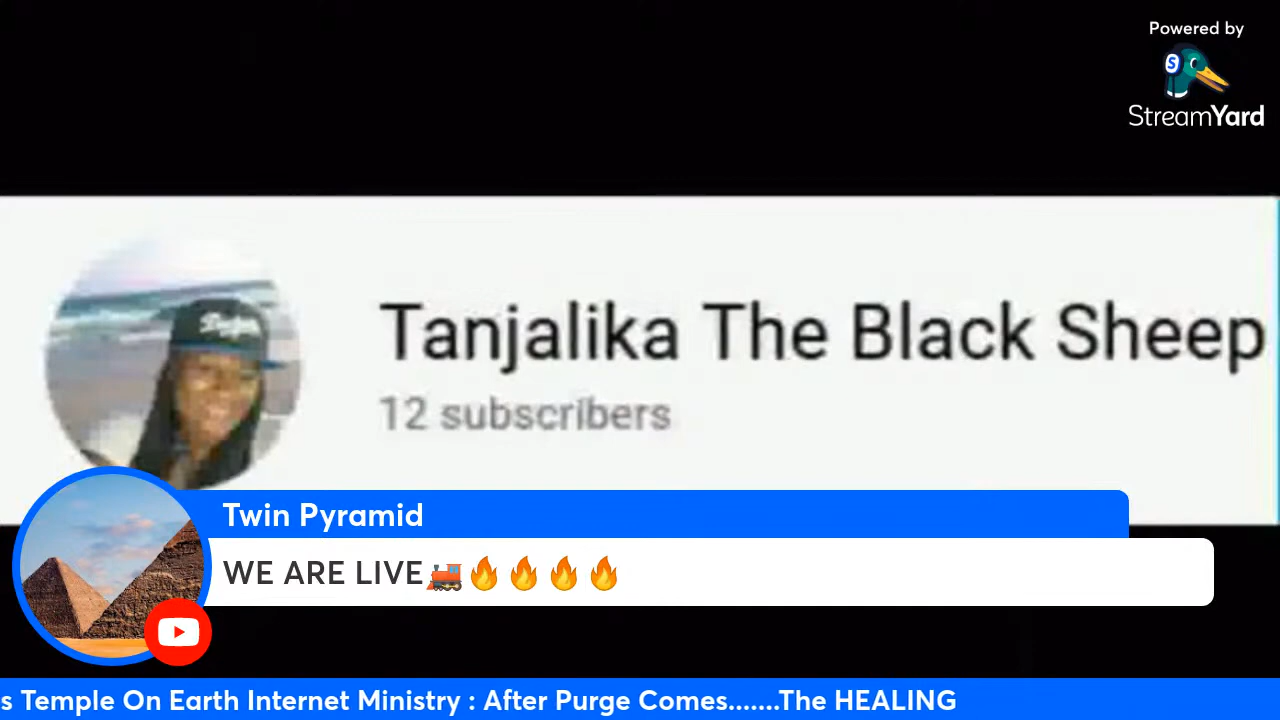 Powered by
StreamYard
Tanjalika The Black Sheep
12 subscribers
Twin Pyramid
WE ARE LIVE🚂🔥🔥🔥🔥
s Temple On Earth Internet Ministry : After Purge Comes.......The HEALING